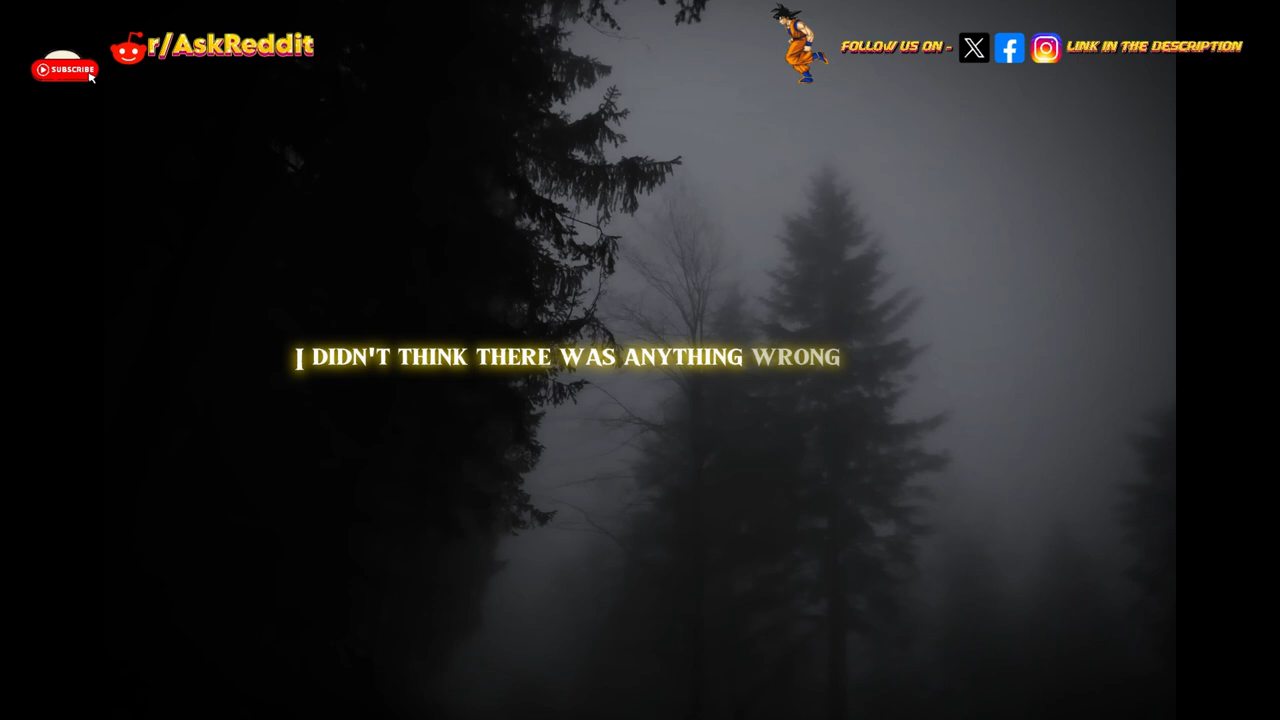 SUBSCRIBE
r/AskReddit
FOLLOW US ON -
LINK IN THE DESCRIPTION
I DIDN'T THINK THERE WAS ANYTHING WRONG